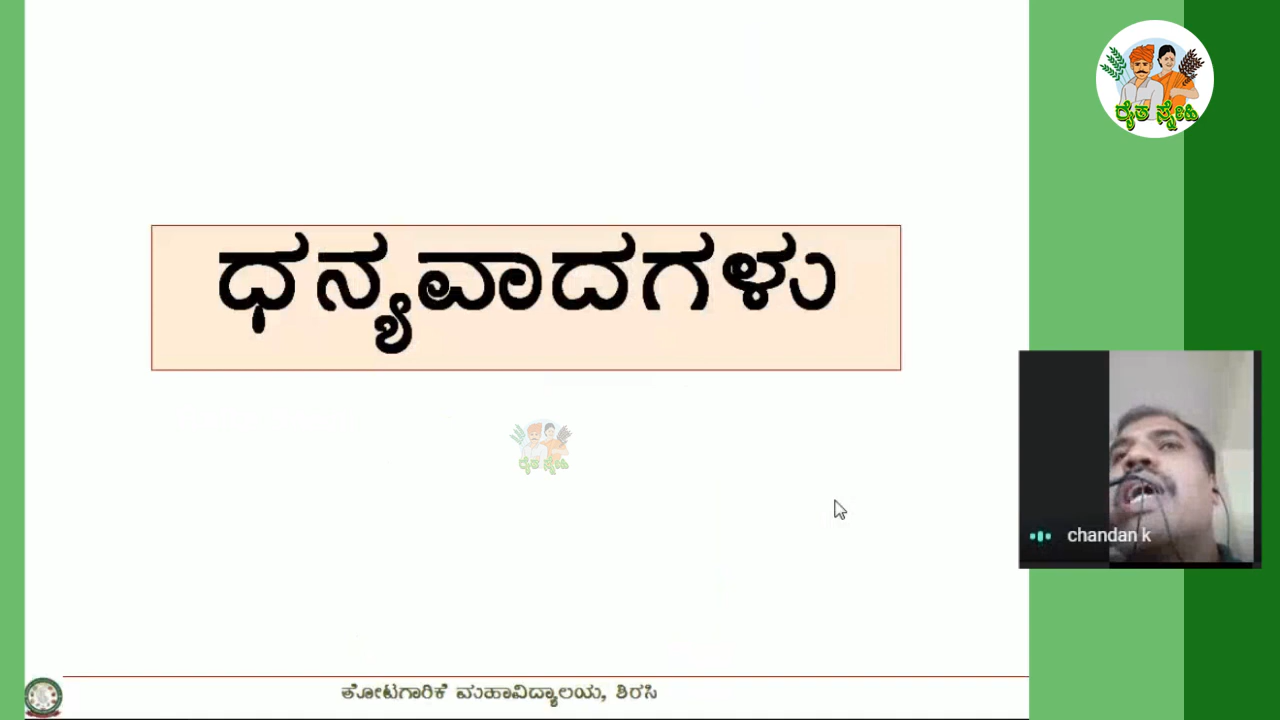 ರೈತ ಸ್ನೇಹಿ
ಧನ್ಯವಾದಗಳು
ರೈತ ಸ್ನೇಹಿ
chandan k
ತೋಟಗಾರಿಕೆ ಮಹಾವಿದ್ಯಾಲಯ, ಶಿರಸಿ